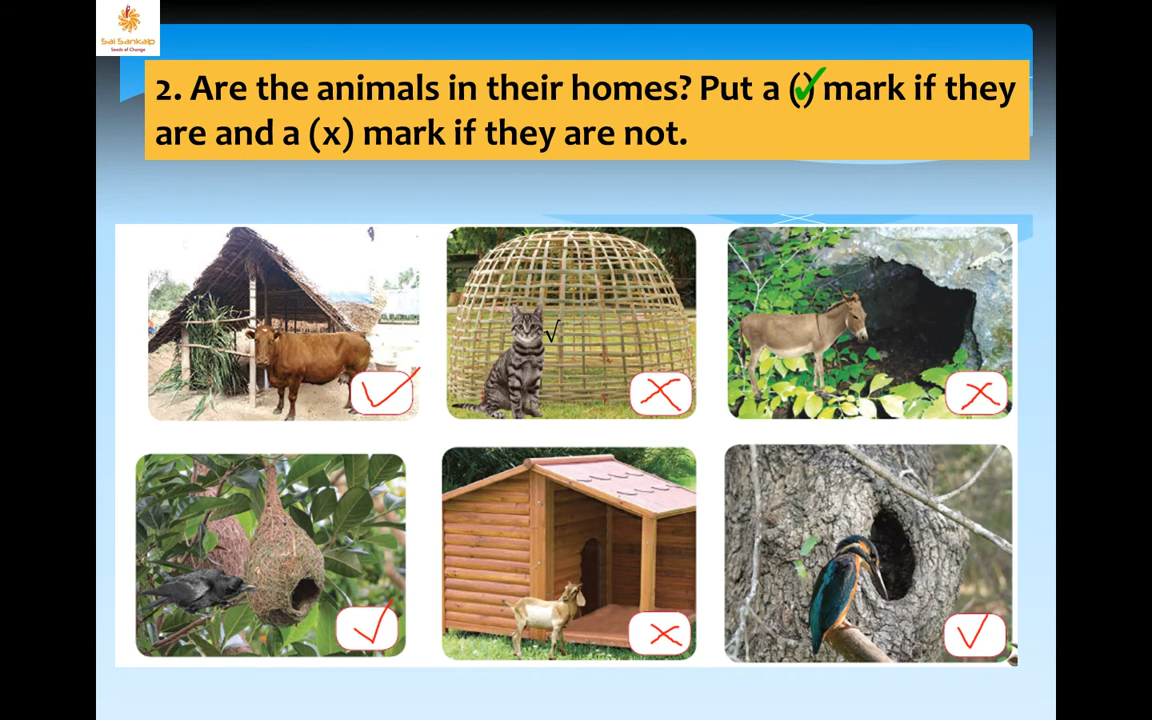 Sai Sankalp
Seeds of Change
2. Are the animals in their homes? Put a (✓) mark if they
are and a (x) mark if they are not.
√